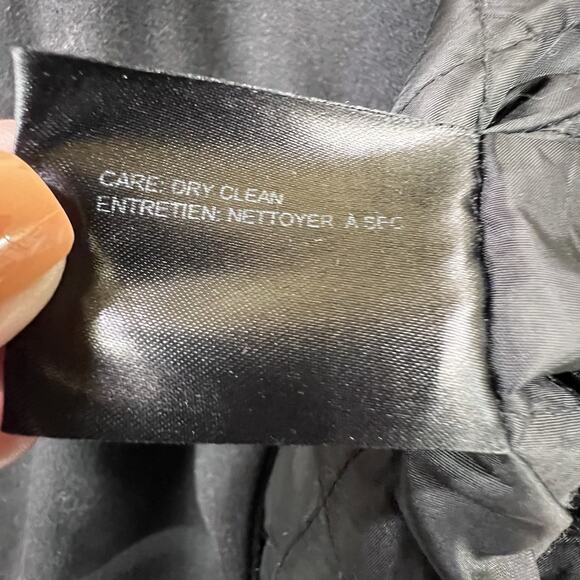 CARE: DRY CLEAN
ENTRETIEN: NETTOYER A SEC